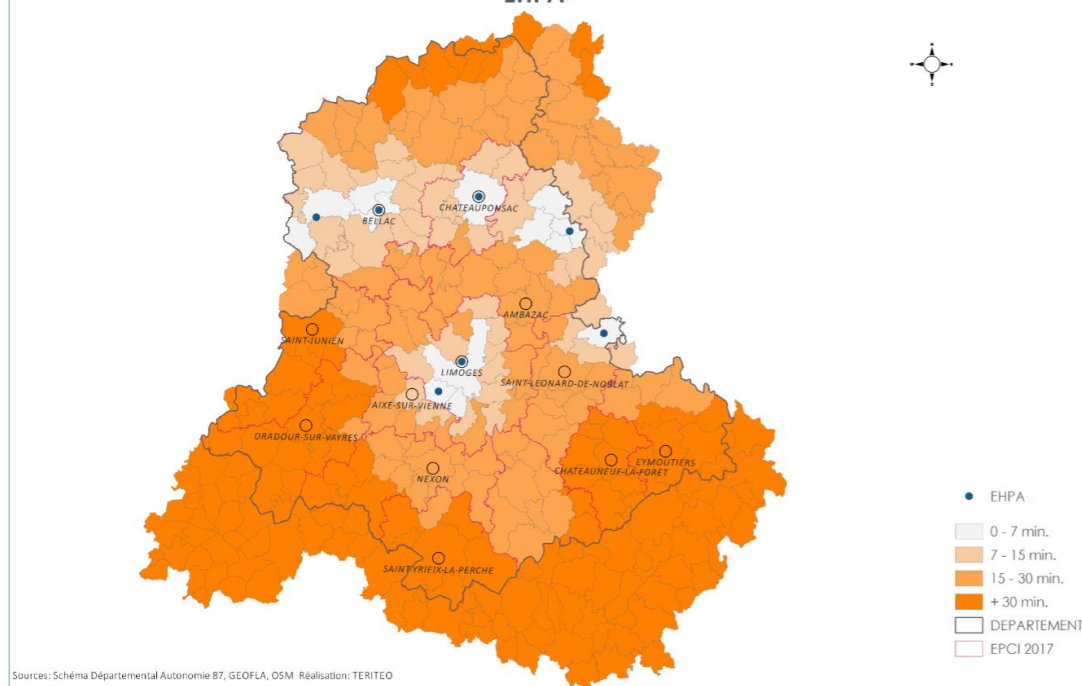 EHPA
BELLAC
CHATEAUPONSAC
AMBAZAC
SAINT-JUNIEN
LIMOGES
SAINT-LEONARD-DE-NOBLAT
AIXE-SUR-VIENNE
ORADOUR-SUR-VAYRES
EYMOUTIERS
CHATEAUNEUF-LA-FORET
NEXON
SAINT-YRIEIX-LA-PERCHE
EHPA
0 - 7 min.
7 - 15 min.
15 - 30 min.
+ 30 min.
DEPARTEMENT
EPCI 2017
Sources: Schéma Départemental Autonomie 87, GEOFLA, OSM Réalisation: TERITEO